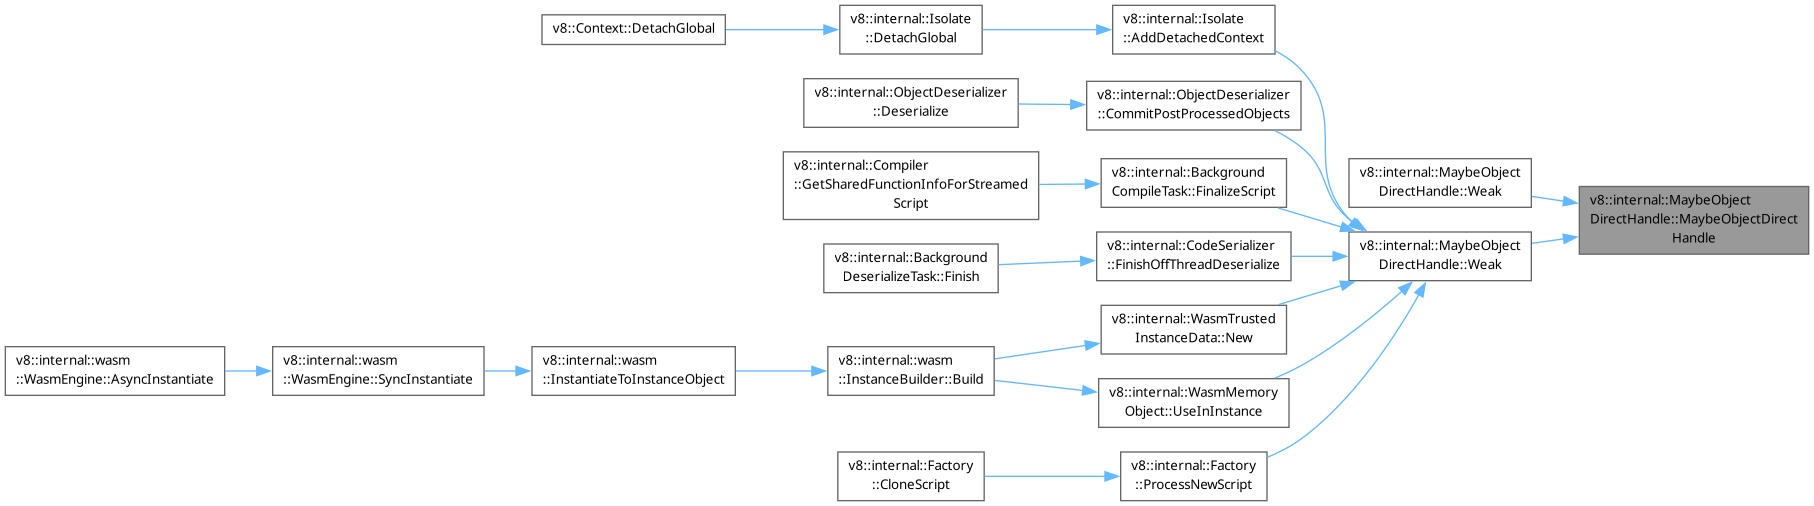 v8::Context::DetachGlobal
v8::internal::Isolate
::DetachGlobal
v8::internal::Isolate
::AddDetachedContext
v8::internal::ObjectDeserializer
::Deserialize
v8::internal::ObjectDeserializer
::CommitPostProcessedObjects
v8::internal::Compiler
::GetSharedFunctionInfoForStreamed
Script
v8::internal::Background
CompileTask::FinalizeScript
v8::internal::MaybeObject
DirectHandle::Weak
v8::internal::MaybeObject
DirectHandle::MaybeObjectDirect
Handle
v8::internal::Background
DeserializeTask::Finish
v8::internal::CodeSerializer
::FinishOffThreadDeserialize
v8::internal::MaybeObject
DirectHandle::Weak
v8::internal::WasmTrusted
InstanceData::New
v8::internal::wasm
::WasmEngine::AsyncInstantiate
v8::internal::wasm
::WasmEngine::SyncInstantiate
v8::internal::wasm
::InstantiateToInstanceObject
v8::internal::wasm
::InstanceBuilder::Build
v8::internal::WasmMemory
Object::UseInInstance
v8::internal::Factory
::CloneScript
v8::internal::Factory
::ProcessNewScript